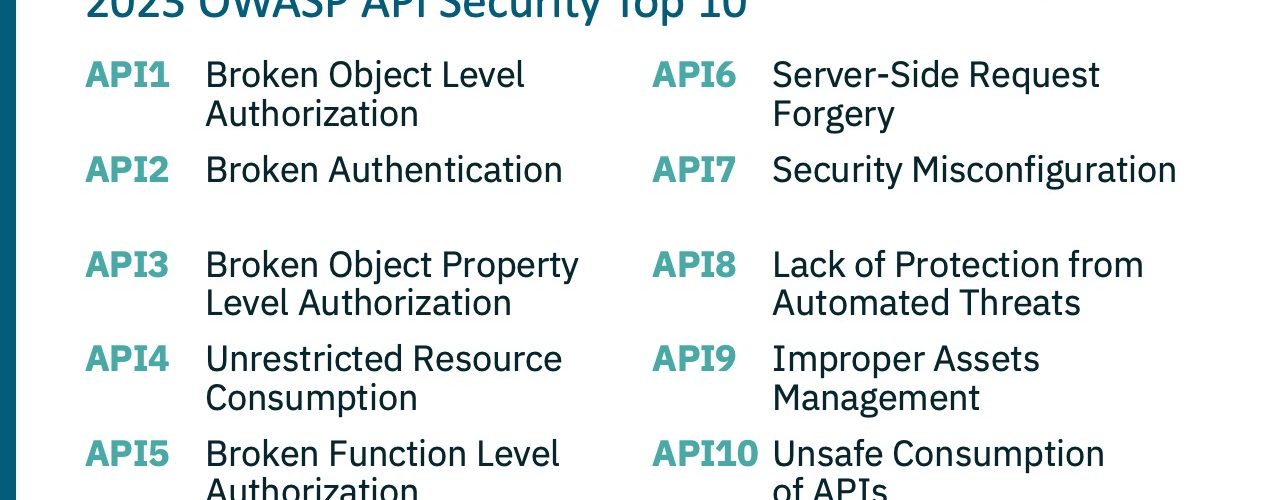 2023 OWASP API Security Top 10
API1 Broken Object Level
Authorization
API2 Broken Authentication
API3 Broken Object Property
Level Authorization
API4 Unrestricted Resource
Consumption
API5 Broken Function Level
Authorization
API6 Server-Side Request
Forgery
API7 Security Misconfiguration
API8 Lack of Protection from
Automated Threats
API9 Improper Assets
Management
API10 Unsafe Consumption
of APIs